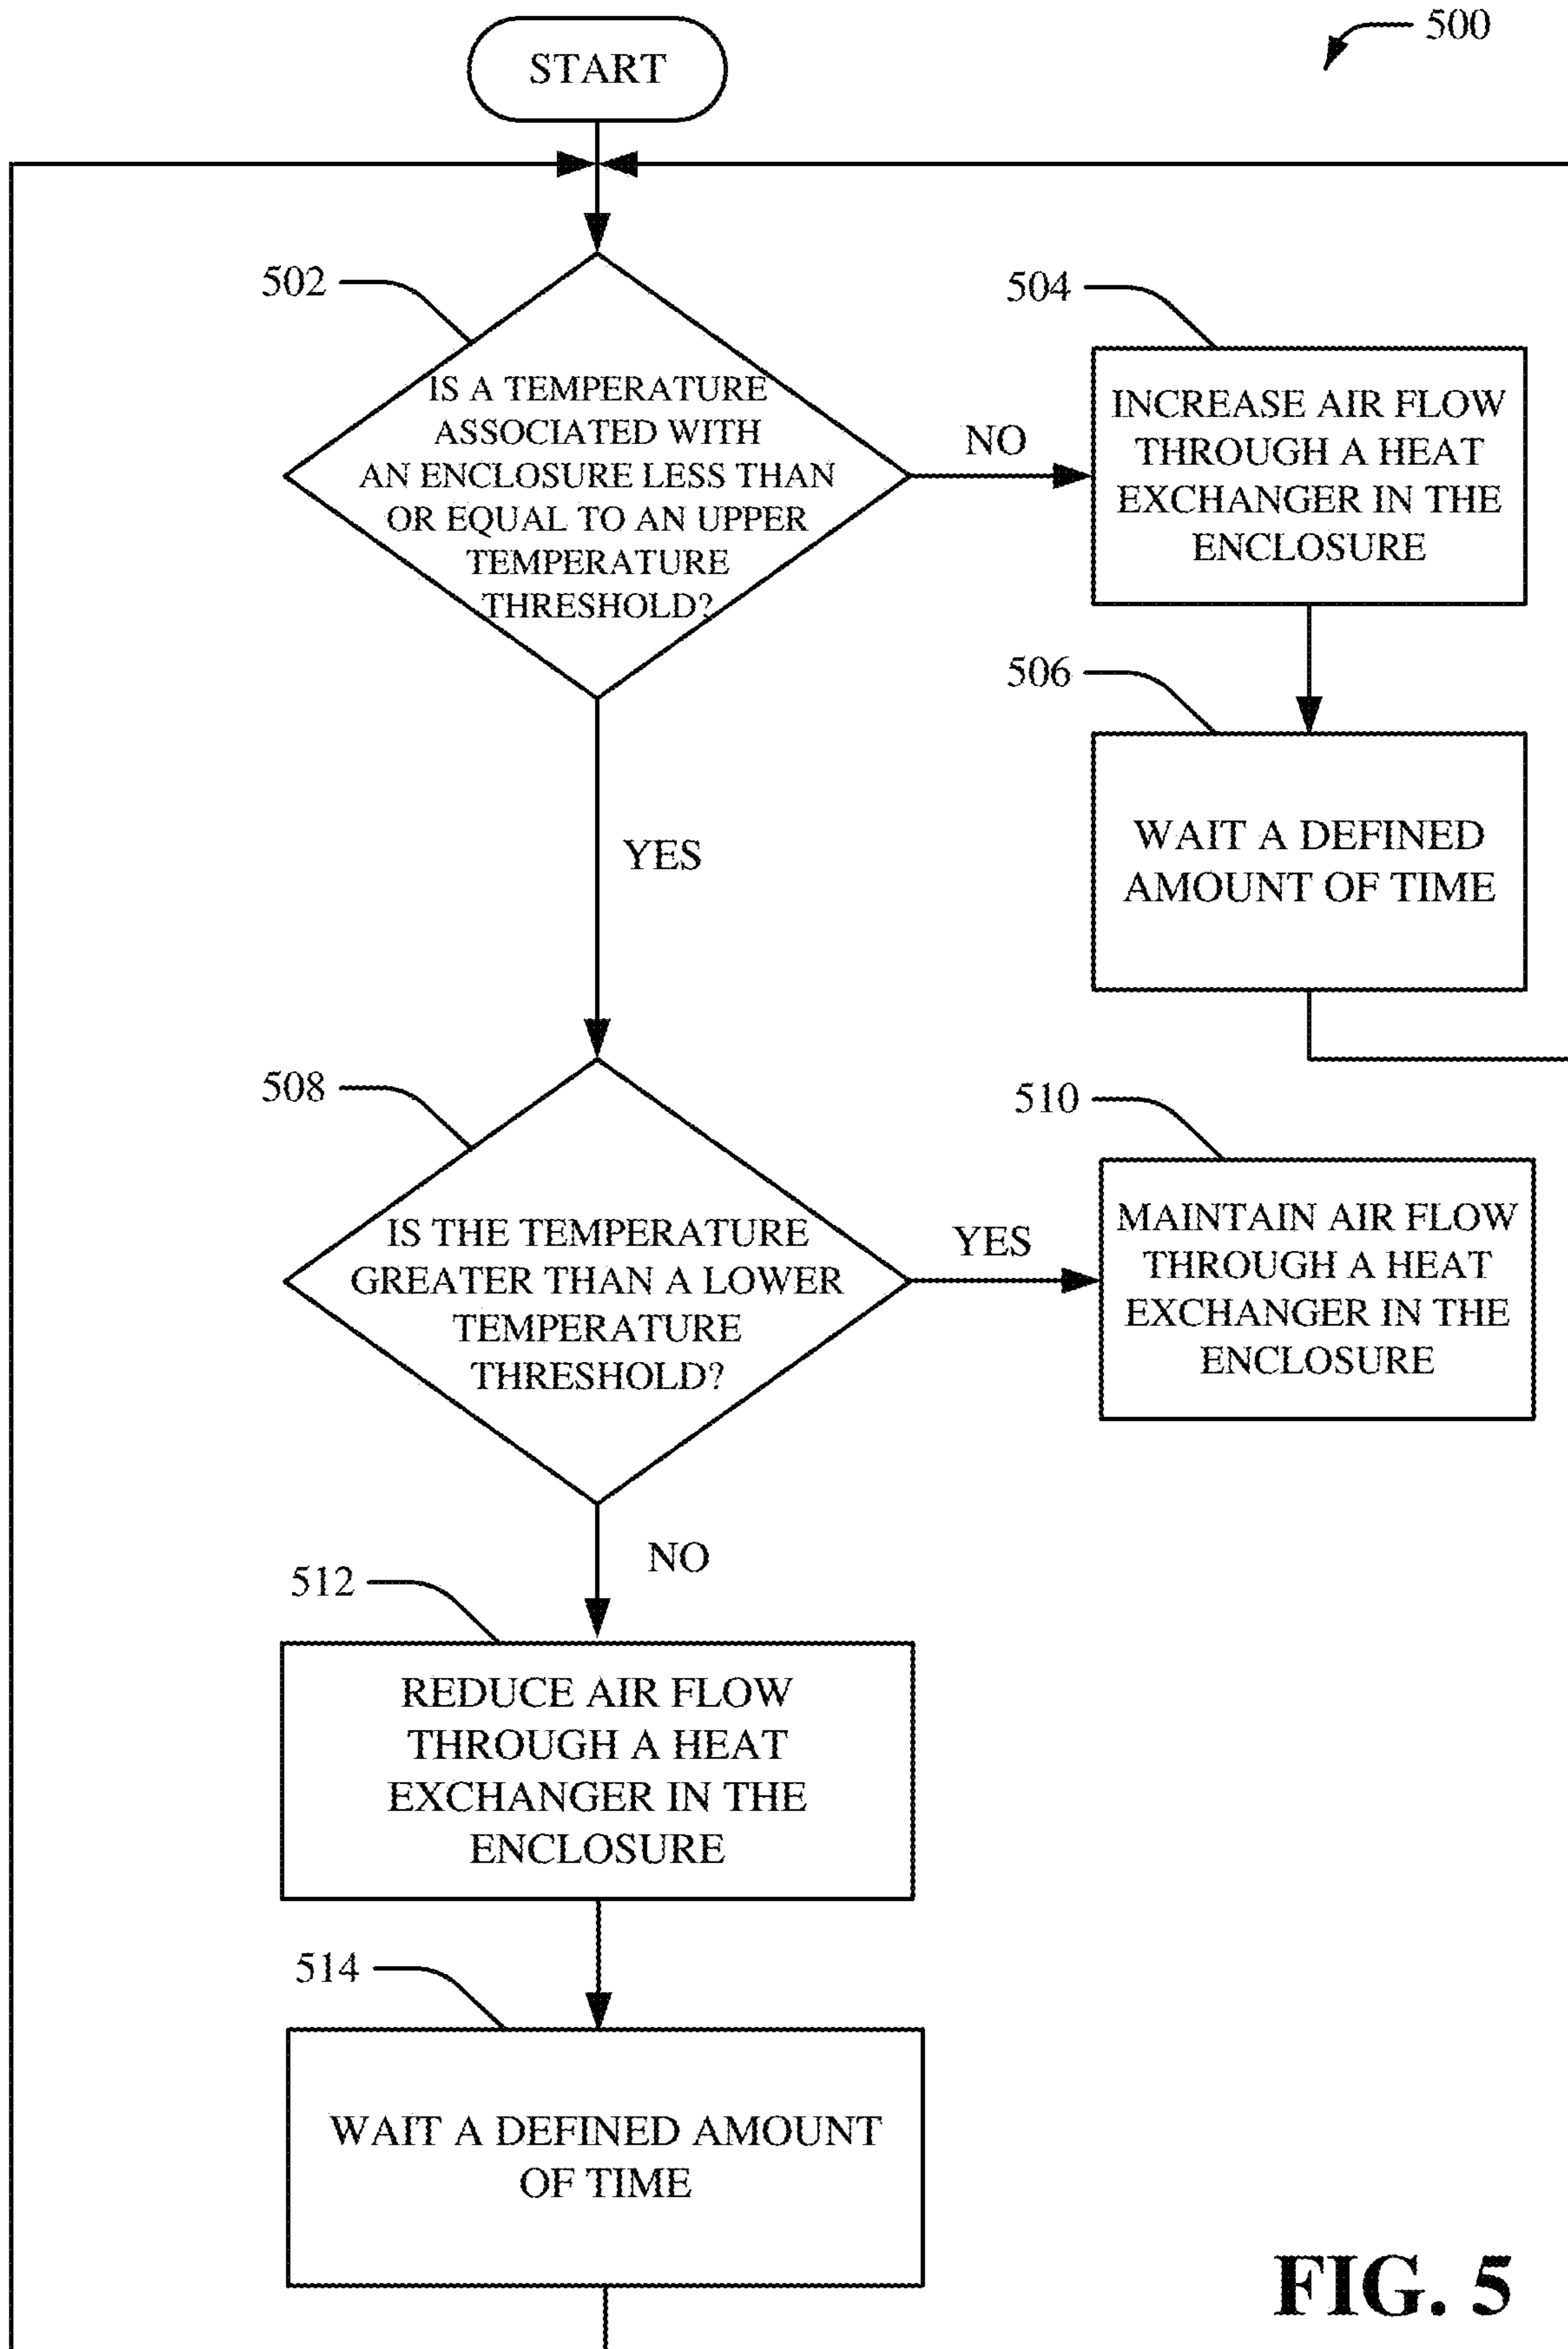 500
START
502
IS A TEMPERATURE
ASSOCIATED WITH
AN ENCLOSURE LESS THAN
OR EQUAL TO AN UPPER
TEMPERATURE
THRESHOLD?
NO
504
INCREASE AIR FLOW
THROUGH A HEAT
EXCHANGER IN THE
ENCLOSURE
506
WAIT A DEFINED
AMOUNT OF TIME
YES
508
IS THE TEMPERATURE
GREATER THAN A LOWER
TEMPERATURE
THRESHOLD?
YES
510
MAINTAIN AIR FLOW
THROUGH A HEAT
EXCHANGER IN THE
ENCLOSURE
NO
512
REDUCE AIR FLOW
THROUGH A HEAT
EXCHANGER IN THE
ENCLOSURE
514
WAIT A DEFINED AMOUNT
OF TIME
FIG. 5